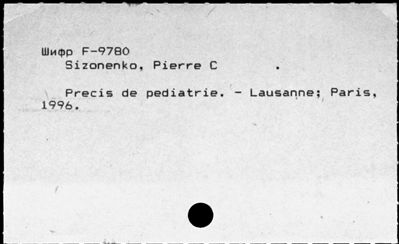 Шифр F-9780
Sizonenko, Pierre C .
Precis de pediatrie. - Lausanne; Paris,
1996.